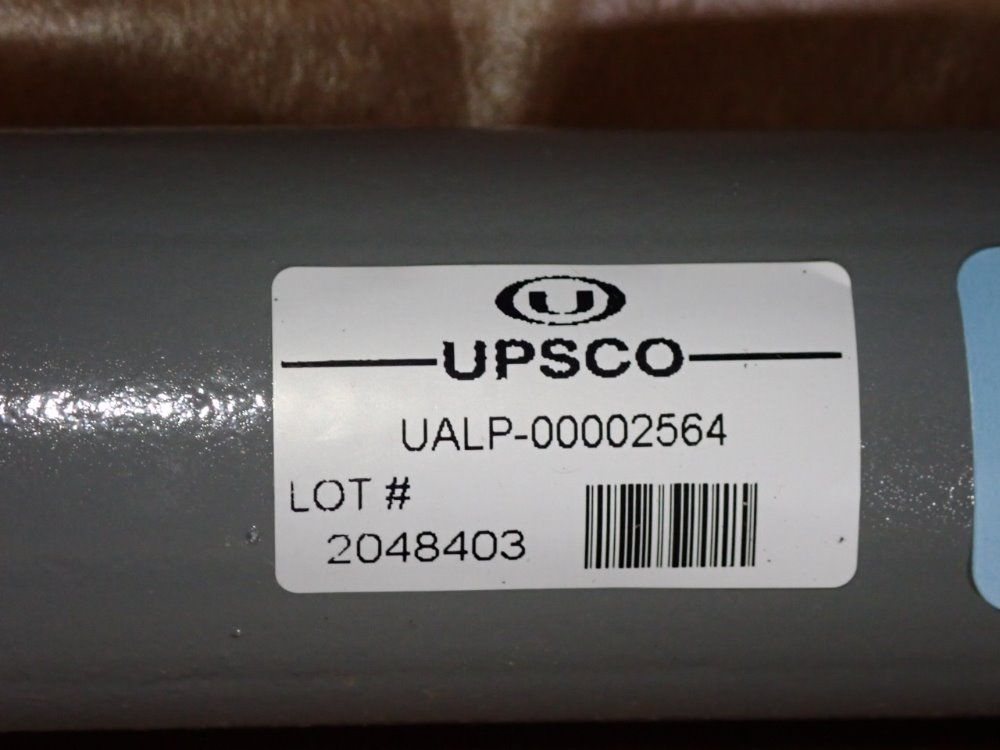 U
UPSCO
UALP-00002564
LOT #
2048403